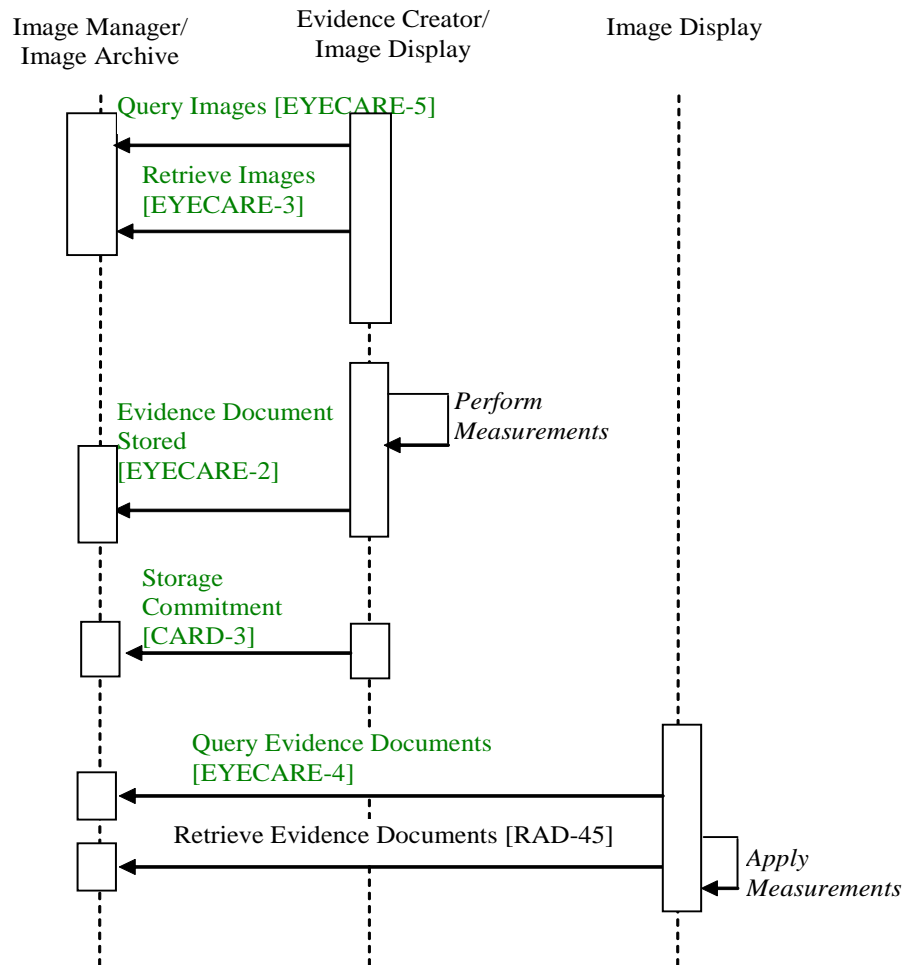 Image Manager/
Image Archive
Evidence Creator/
Image Display
Image Display
Query Images [EYECARE-5]
Retrieve Images
[EYECARE-3]
Perform
Measurements
Evidence Document
Stored
[EYECARE-2]
Storage
Commitment
[CARD-3]
Query Evidence Documents
[EYECARE-4]
Retrieve Evidence Documents [RAD-45]
Apply
Measurements